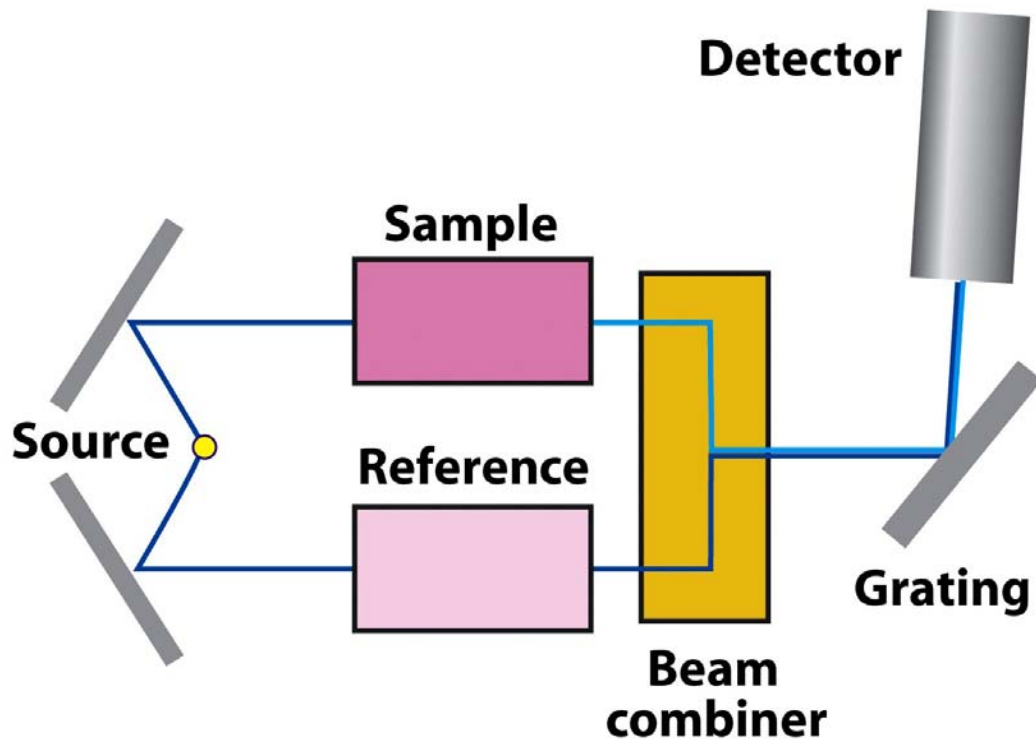 Detector
Sample
Source
Reference
Grating
Beam
combiner